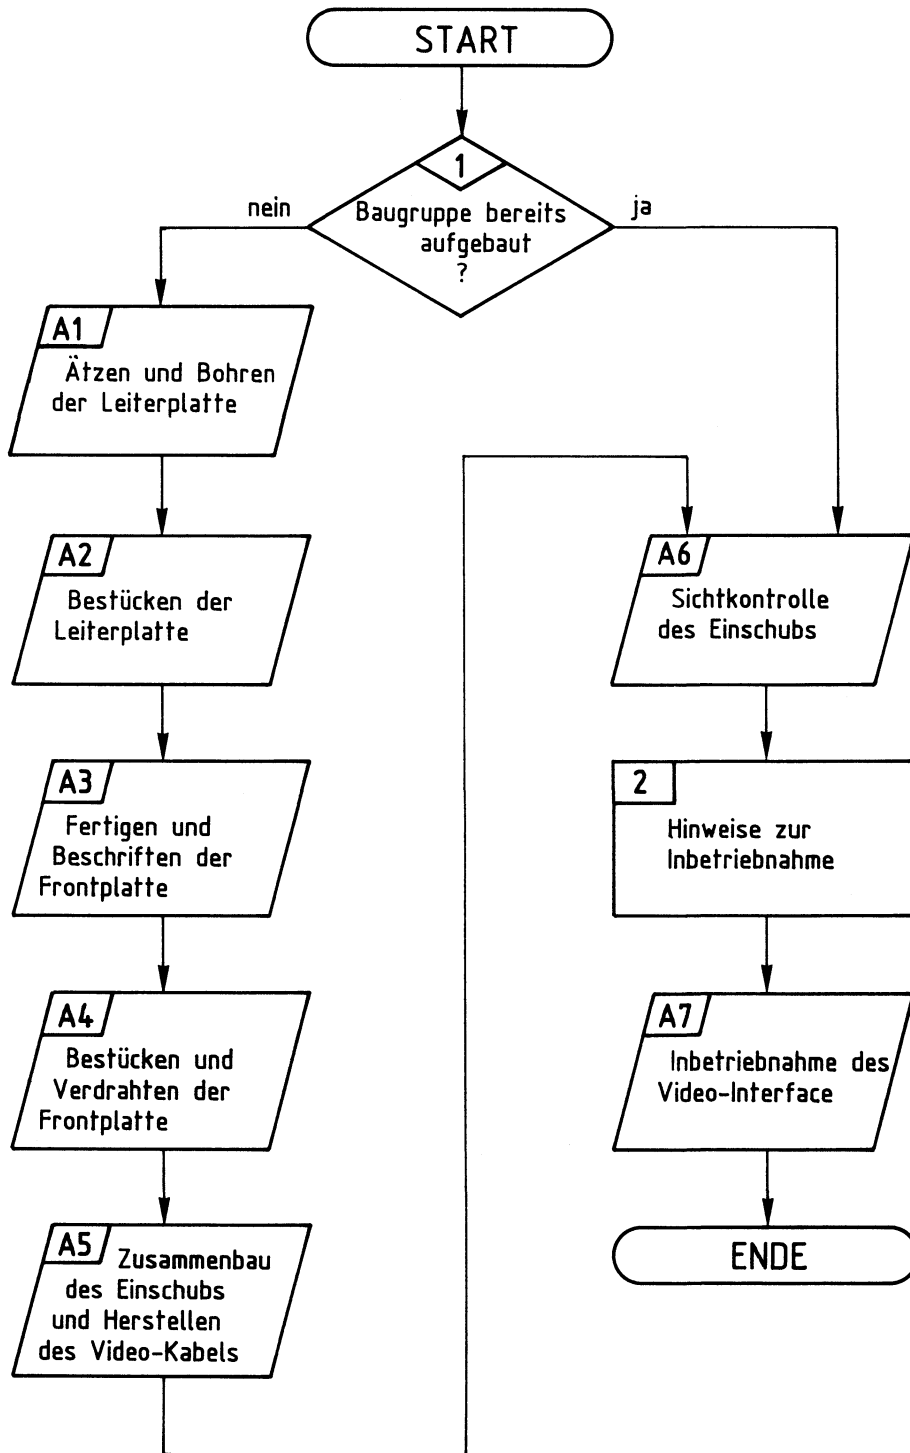 START
1
Baugruppe bereits
aufgebaut
?
nein
ja
A1
Ätzen und Bohren
der Leiterplatte
A2
Bestücken der
Leiterplatte
A3
Fertigen und
Beschriften der
Frontplatte
A4
Bestücken und
Verdrahten der
Frontplatte
A5
Zusammenbau
des Einschubs
und Herstellen
des Video-Kabels
A6
Sichtkontrolle
des Einschubs
2
Hinweise zur
Inbetriebnahme
A7
Inbetriebnahme des
Video-Interface
ENDE